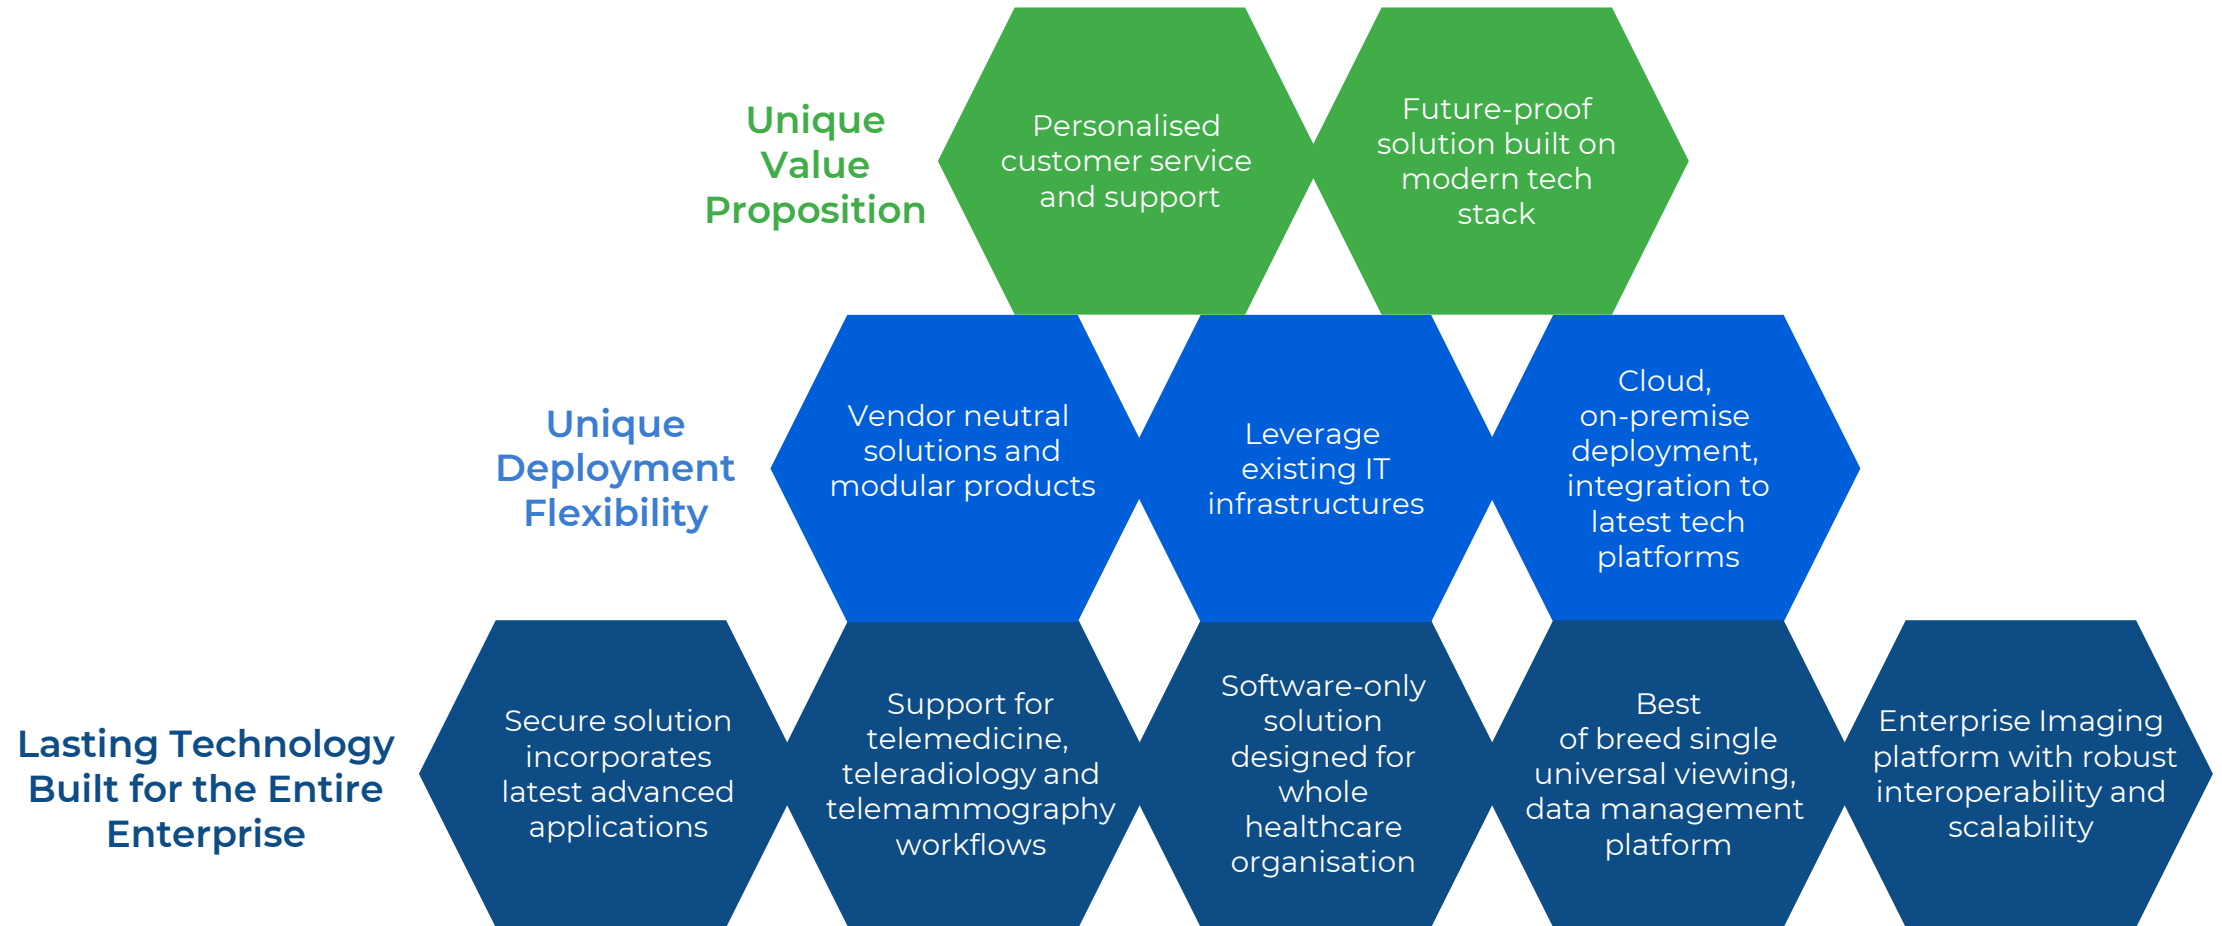 Unique
Value
Proposition
Personalised
customer service
and support
Future-proof
solution built on
modern tech
stack
Unique
Deployment
Flexibility
Vendor neutral
solutions and
modular products
Leverage
existing IT
infrastructures
Cloud,
on-premise
deployment,
integration to
latest tech
platforms
Lasting Technology
Built for the Entire
Enterprise
Secure solution
incorporates
latest advanced
applications
Support for
telemedicine,
teleradiology and
telemammography
workflows
Software-only
solution
designed for
whole
healthcare
organisation
Best
of breed single
universal viewing,
data management
platform
Enterprise Imaging
platform with robust
interoperability and
scalability